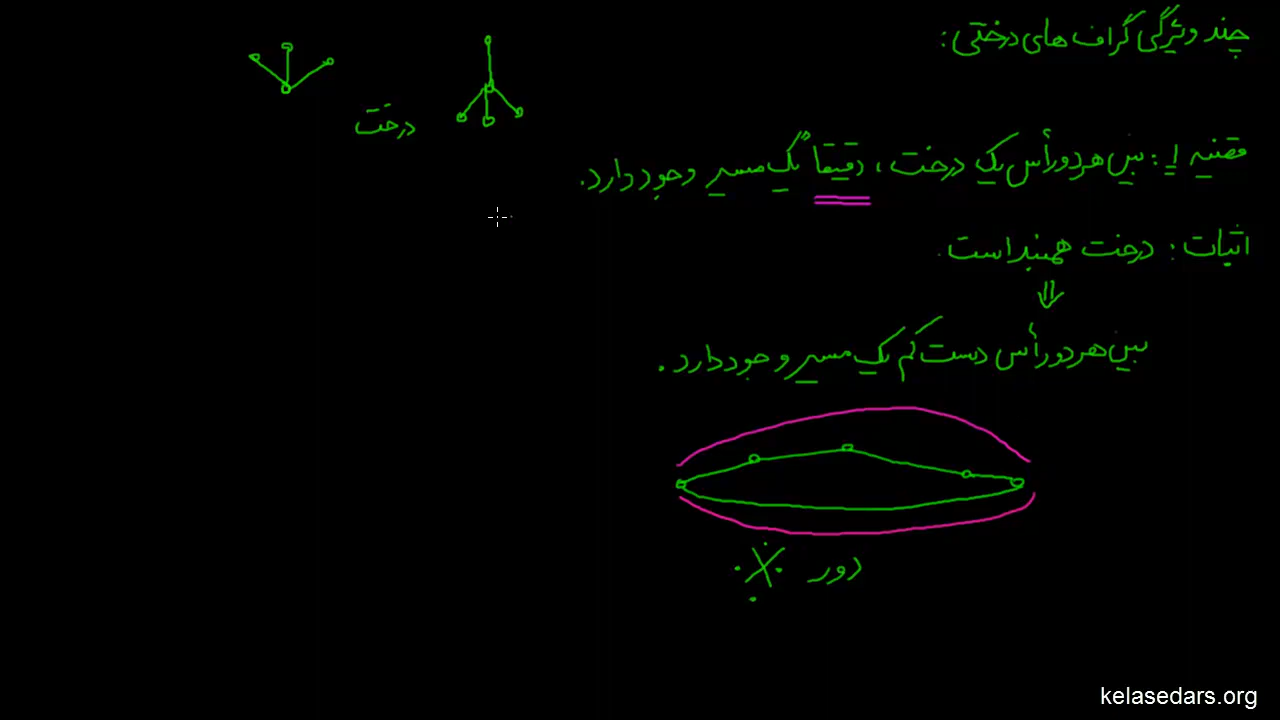 چند ویژگی گراف های درختی:
درخت
قضیه 1: بین هر دو رأس یک درخت، دقیقاً یک مسیر وجود دارد.
اثبات: درخت همبند است
⇓
بین هر دو رأس دست کم یک مسیر وجود دارد.
دور ※
kelasedars.org